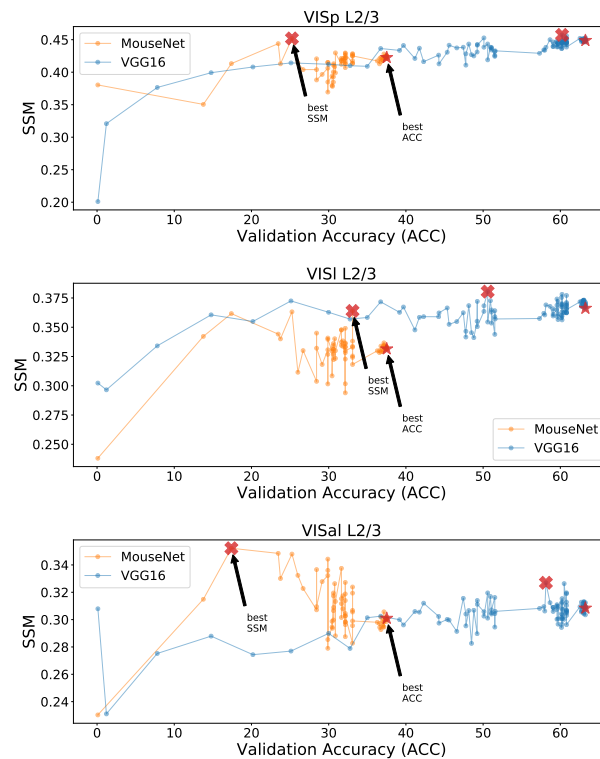 VISp L2/3
MouseNet
VGG16
best
SSM
best
ACC
SSM
0.45
0.40
0.35
0.30
0.25
0.20
0 10 20 30 40 50 60
Validation Accuracy (ACC)
VISl L2/3
0.375
0.350
0.325
0.300
0.275
0.250
SSM
best
SSM
best
ACC
MouseNet
VGG16
0 10 20 30 40 50 60
Validation Accuracy (ACC)
VISal L2/3
MouseNet
VGG16
0.34
0.32
0.30
0.28
0.26
0.24
SSM
best
SSM
best
ACC
0 10 20 30 40 50 60
Validation Accuracy (ACC)